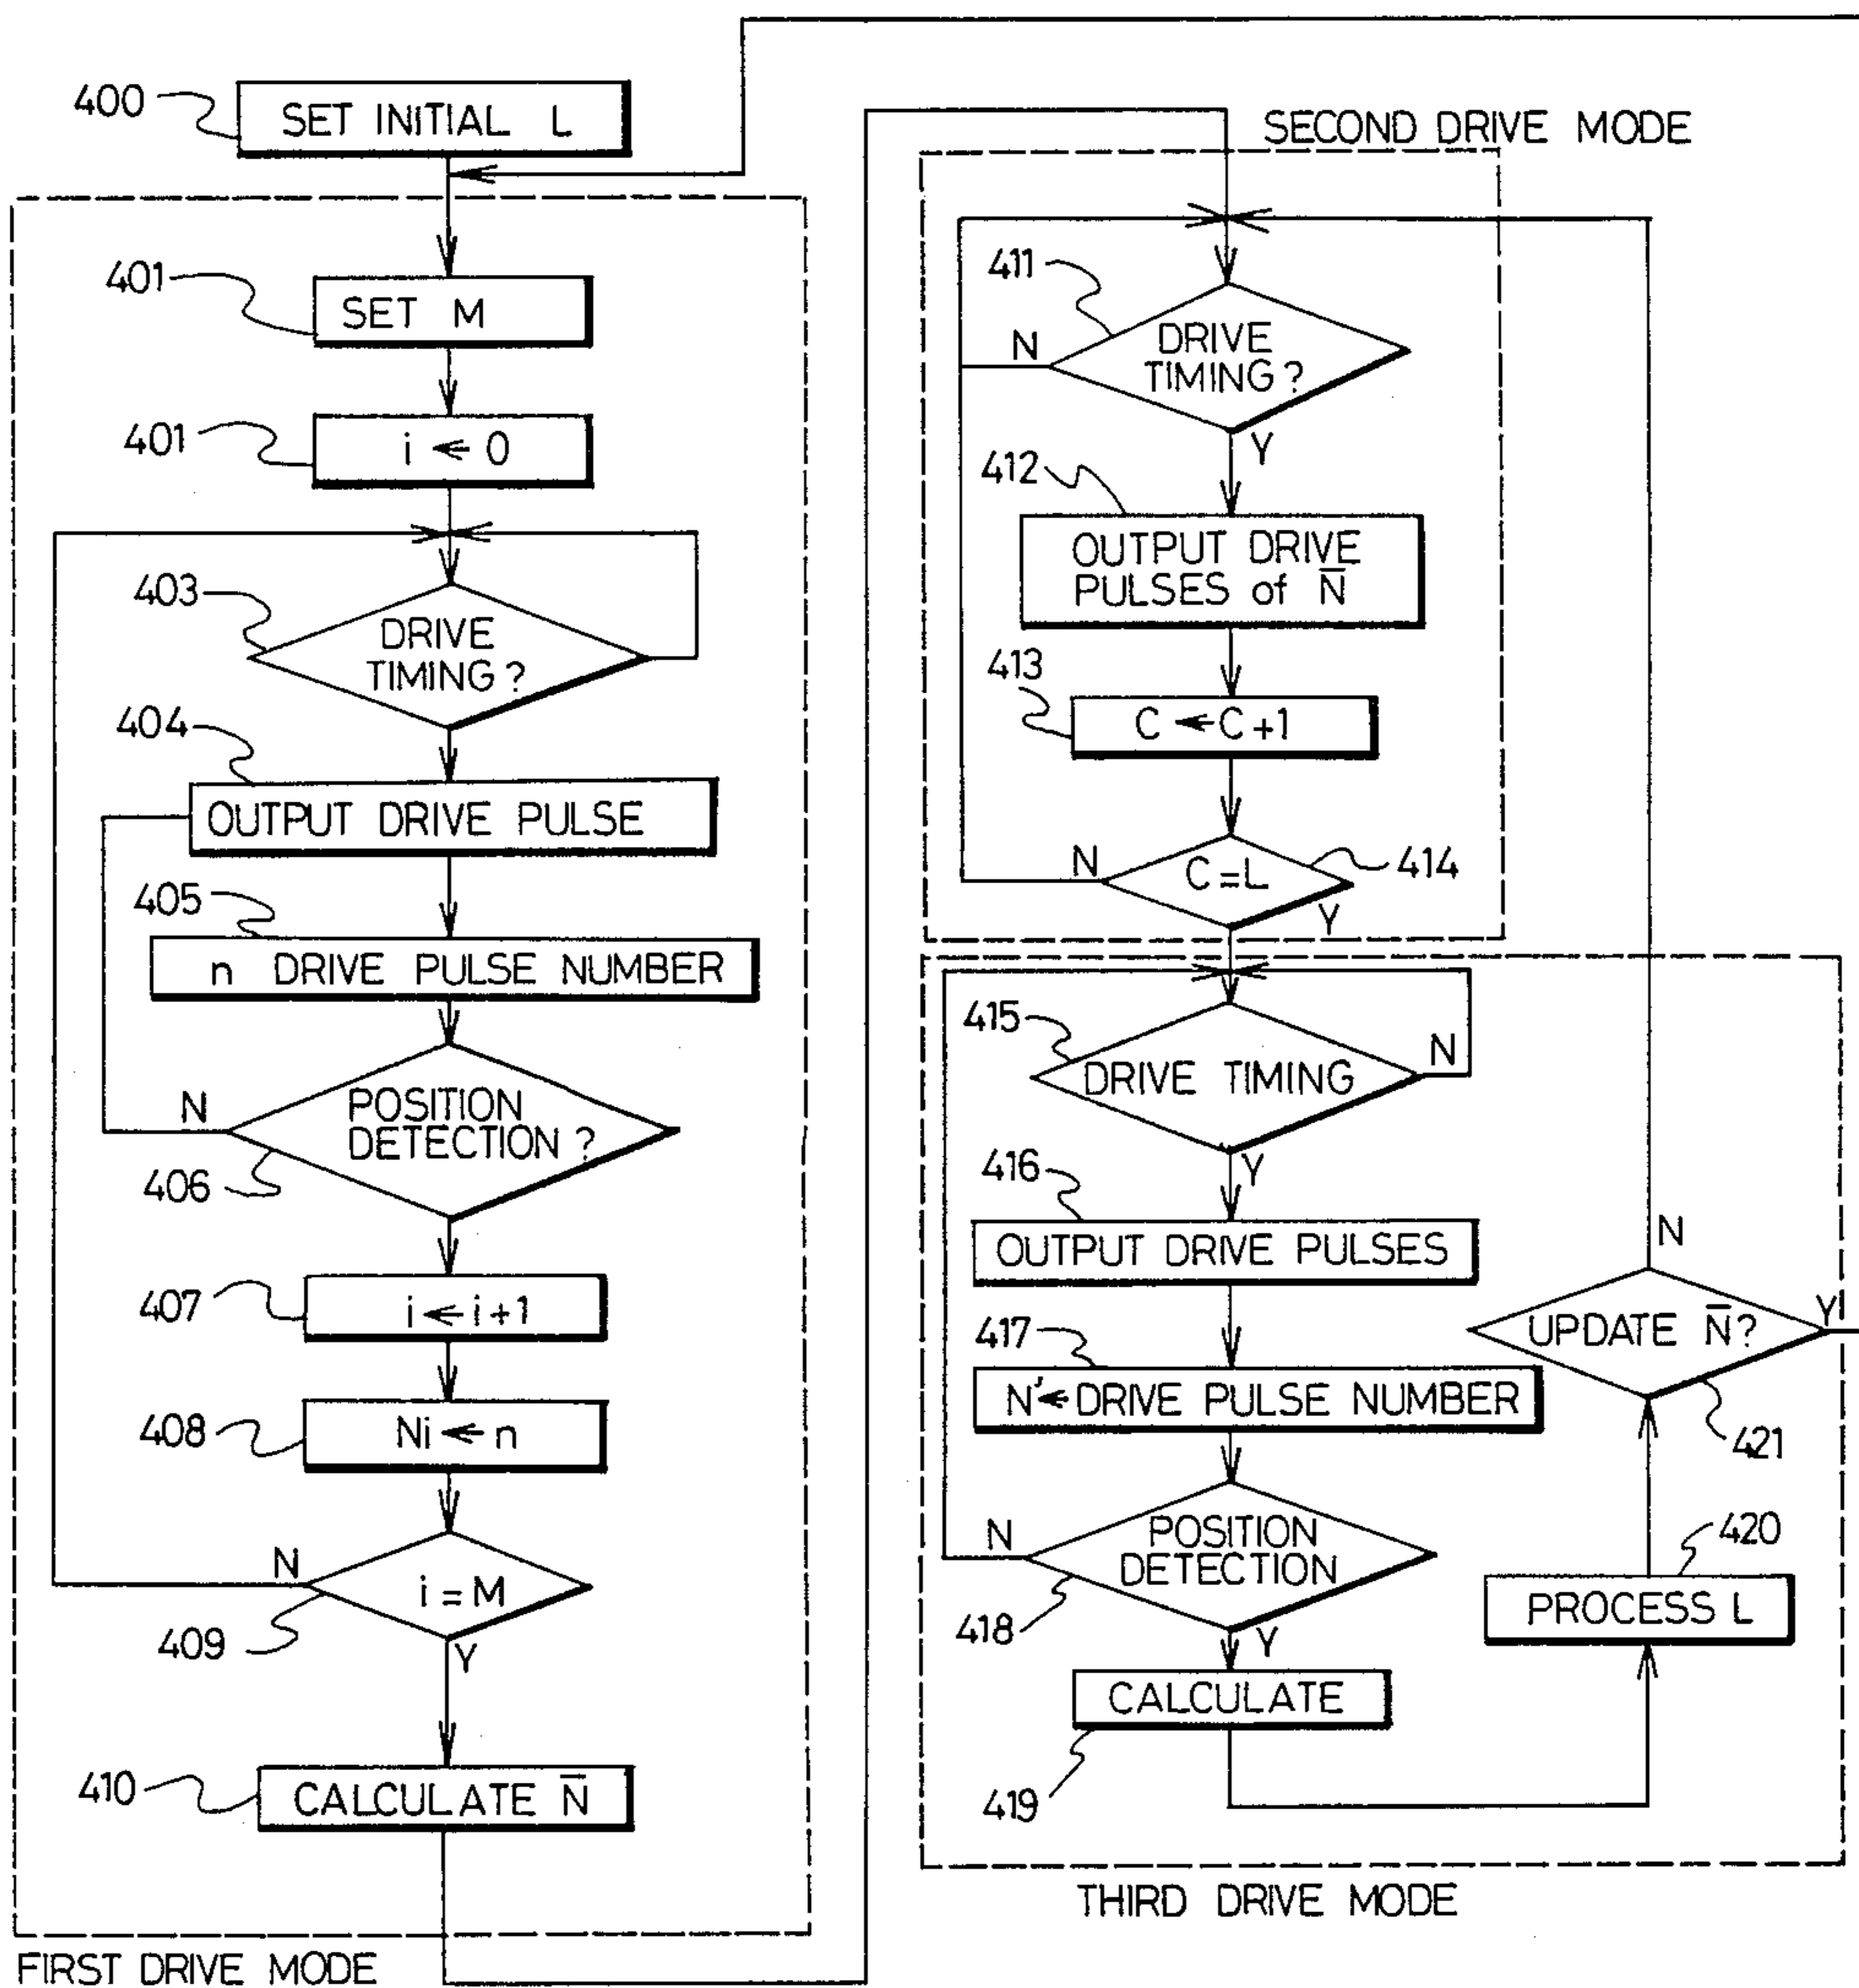 400
SET INITIAL L
401
SET M
401
i ← 0
403
DRIVE
TIMING ?
404
OUTPUT DRIVE PULSE
405
n DRIVE PULSE NUMBER
N
POSITION
DETECTION ?
406
407
i ← i+1
408
Ni ← n
N
i = M
409
Y
410
CALCULATE N̅
FIRST DRIVE MODE
SECOND DRIVE MODE
411
N
DRIVE
TIMING ?
Y
412
OUTPUT DRIVE
PULSES of N̅
413
C ← C+1
N
C=L
414
Y
415
DRIVE TIMING
N
Y
416
OUTPUT DRIVE PULSES
417
N' ← DRIVE PULSE NUMBER
N
POSITION
DETECTION
418
Y
CALCULATE
419
420
PROCESS L
N
UPDATE N̅?
Y
421
THIRD DRIVE MODE